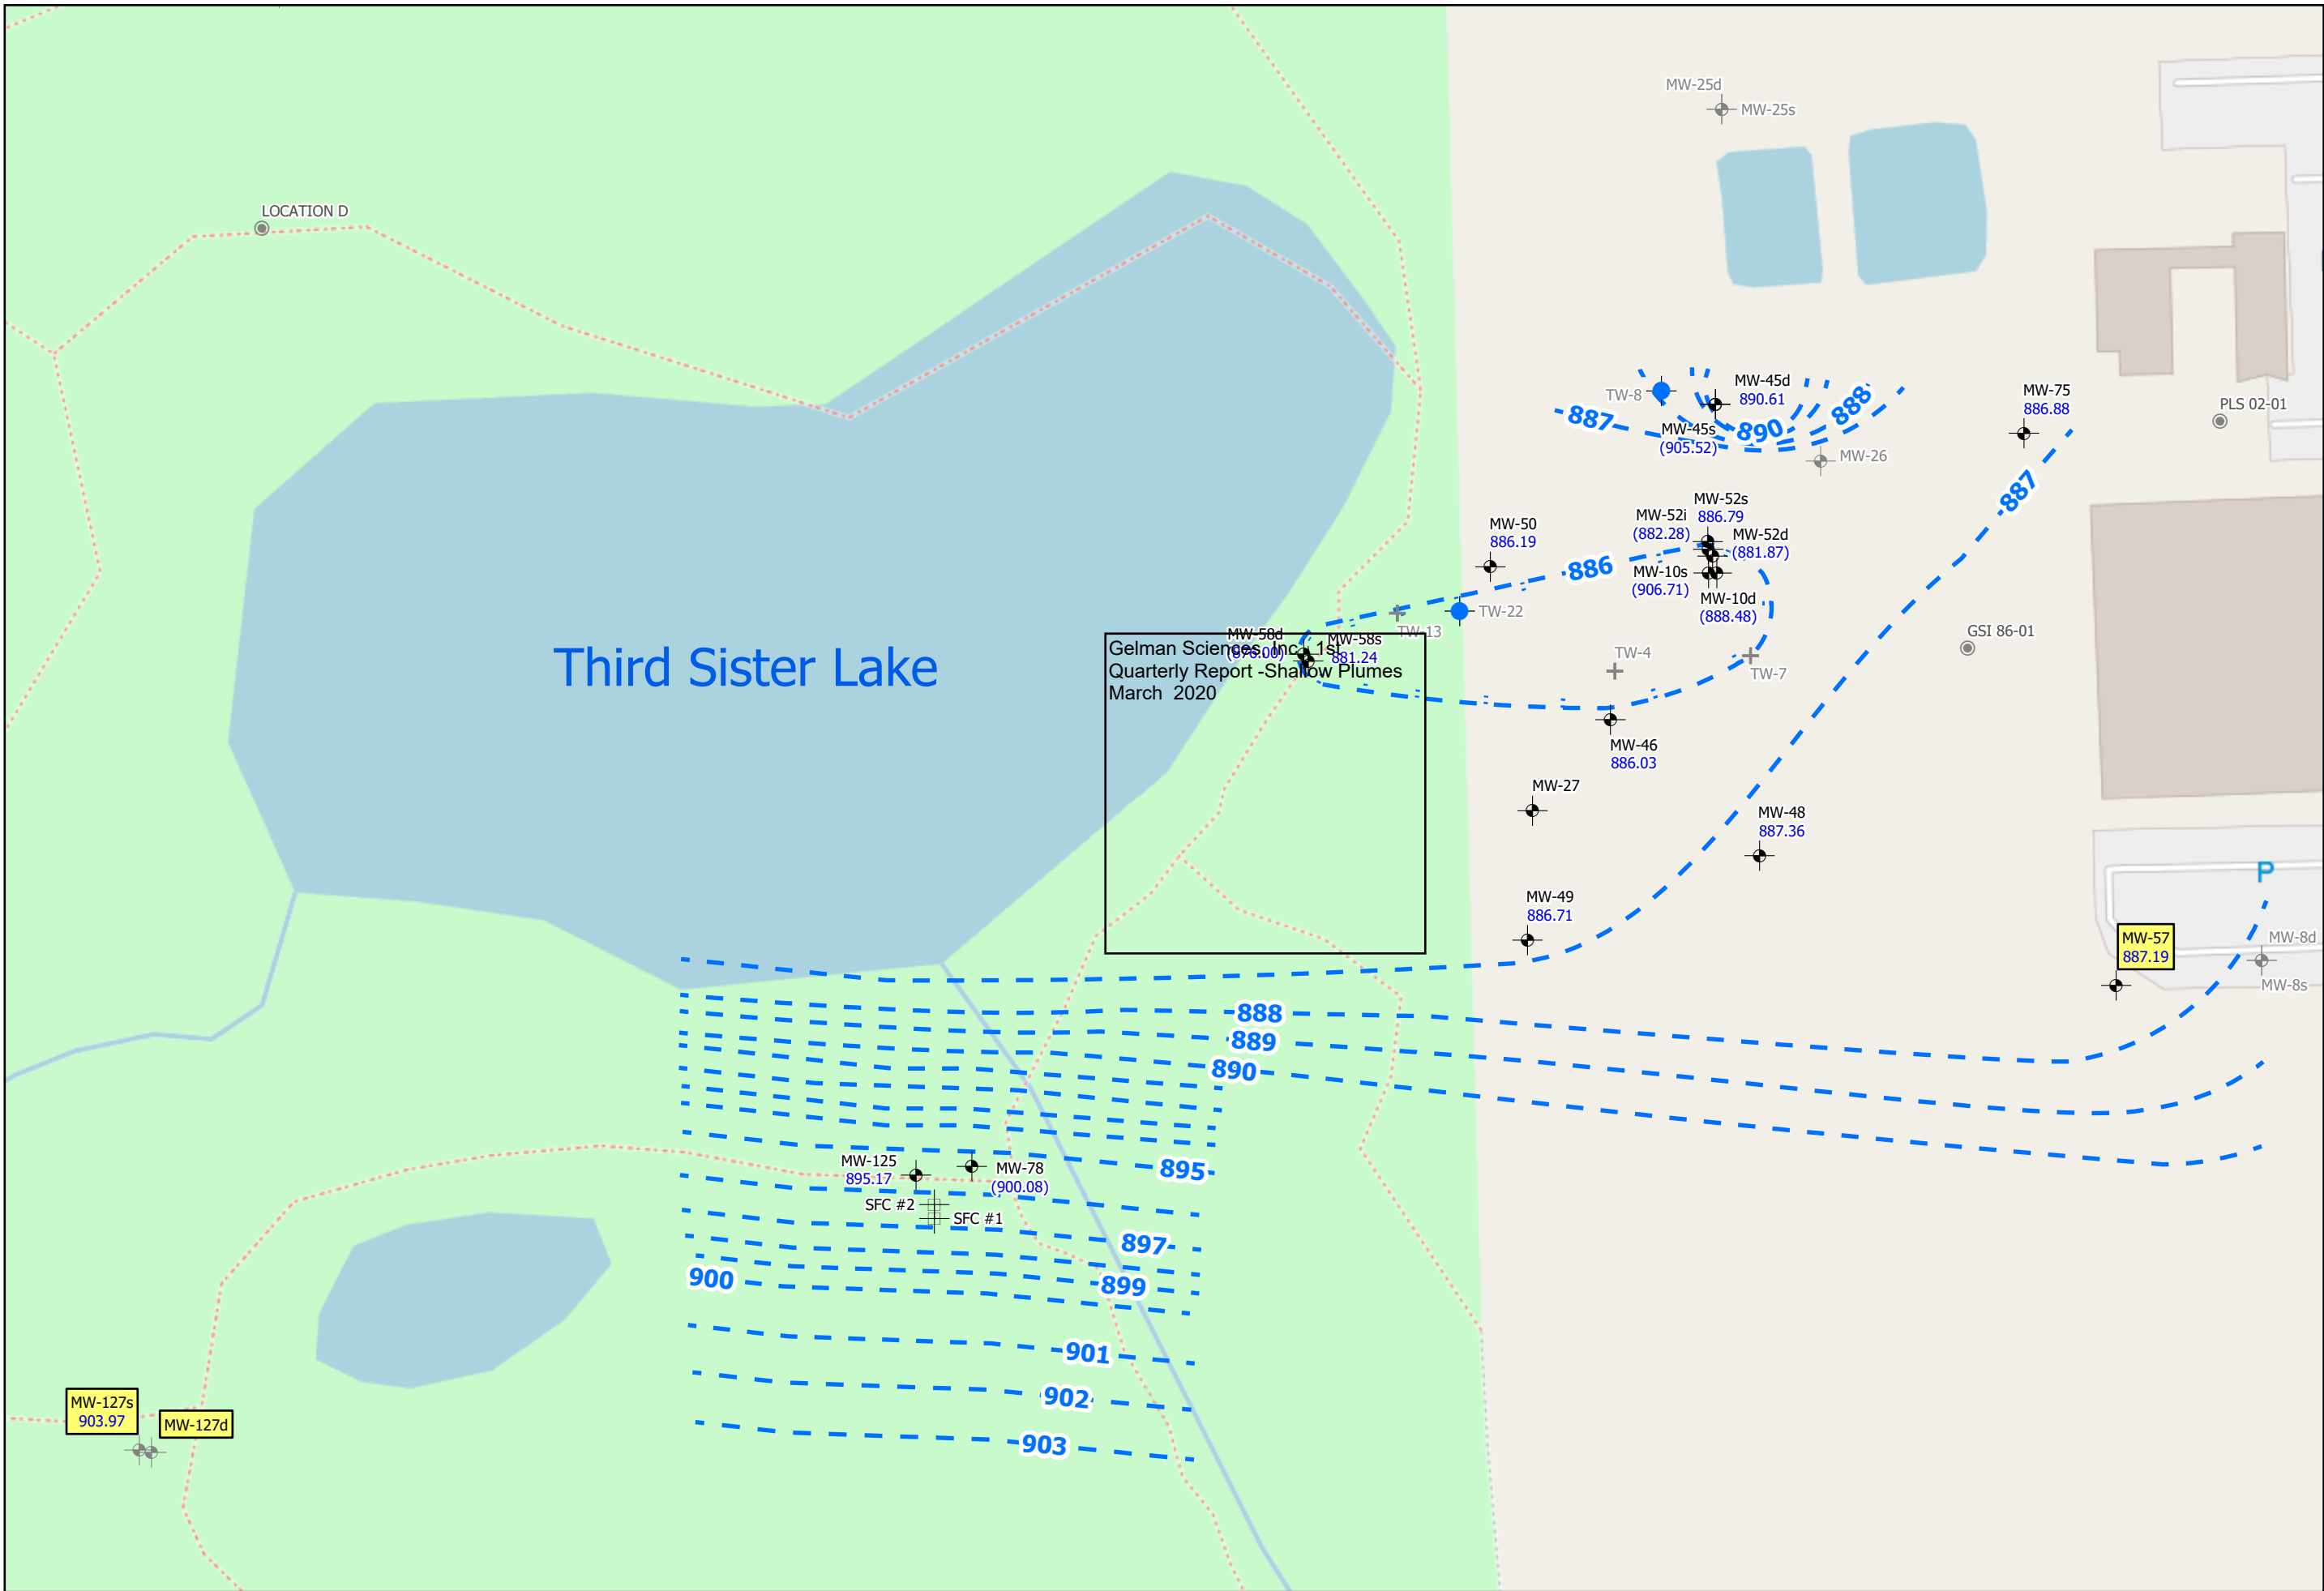 MW-25d
MW-25s
LOCATION D
TW-8
MW-45d
890.61
888
MW-75
886.88
PLS 02-01
887
MW-45s
(905.52)
890
MW-26
887
MW-52s
886.79
MW-52i
(882.28)
MW-52d
(881.87)
MW-50
886.19
886
MW-10s
(906.71)
MW-10d
(888.48)
TW-22
TW-13
MW-58d
MW-58s
881.24
Gelman Sciences, Inc. 1st
Quarterly Report -Shallow Plumes
March 2020
Third Sister Lake
TW-4
TW-7
GSI 86-01
MW-46
886.03
MW-27
MW-48
887.36
P
MW-49
886.71
MW-57
887.19
MW-8d
MW-8s
888
889
890
MW-125
895.17
MW-78
(900.08)
895
SFC #2
SFC #1
897
900
899
901
902
903
MW-127s
903.97
MW-127d